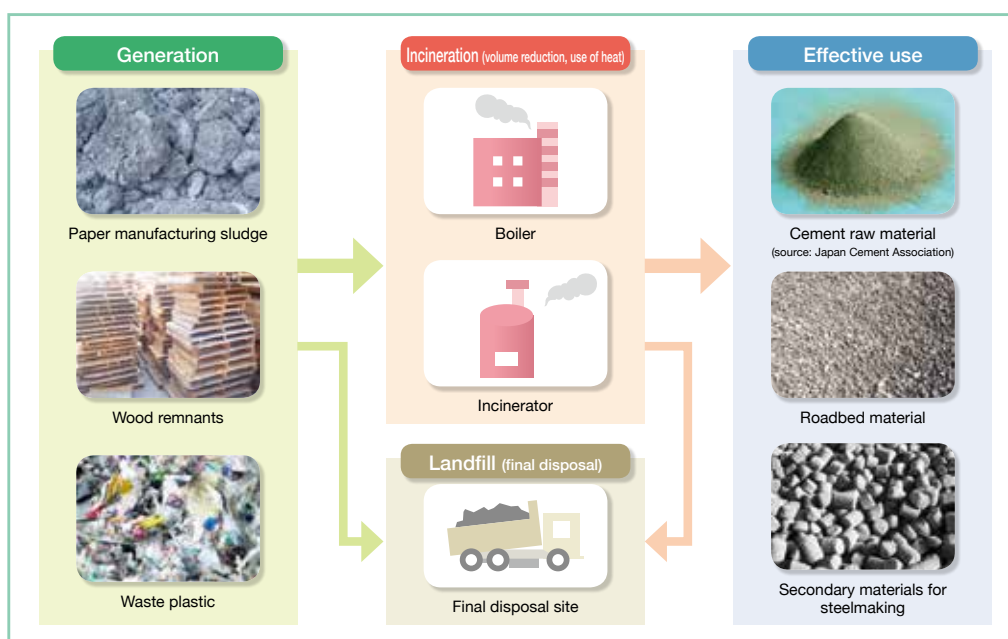 Generation
Paper manufacturing sludge
Wood remnants
Waste plastic
Incineration (volume reduction, use of heat)
Boiler
Incinerator
Landfill (final disposal)
Final disposal site
Effective use
Cement raw material
(source: Japan Cement Association)
Roadbed material
Secondary materials for
steelmaking